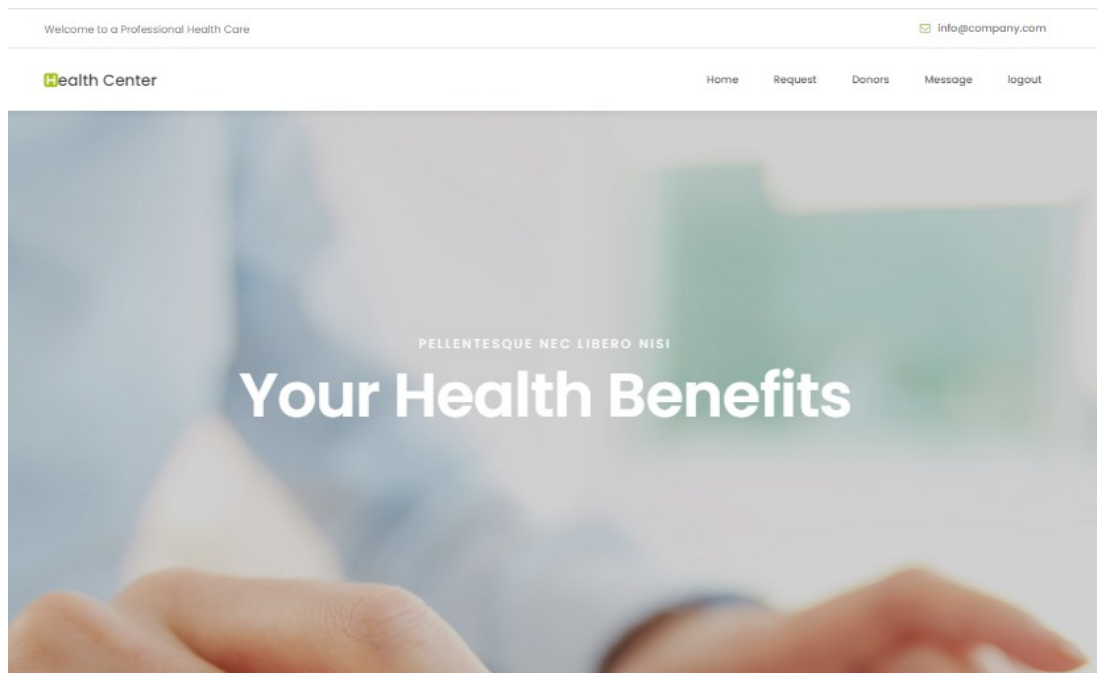 Welcome to a Professional Health Care
info@company.com
Health Center
Home Request Donors Message logout
PELLENTESQUE NEC LIBERO NISI
Your Health Benefits